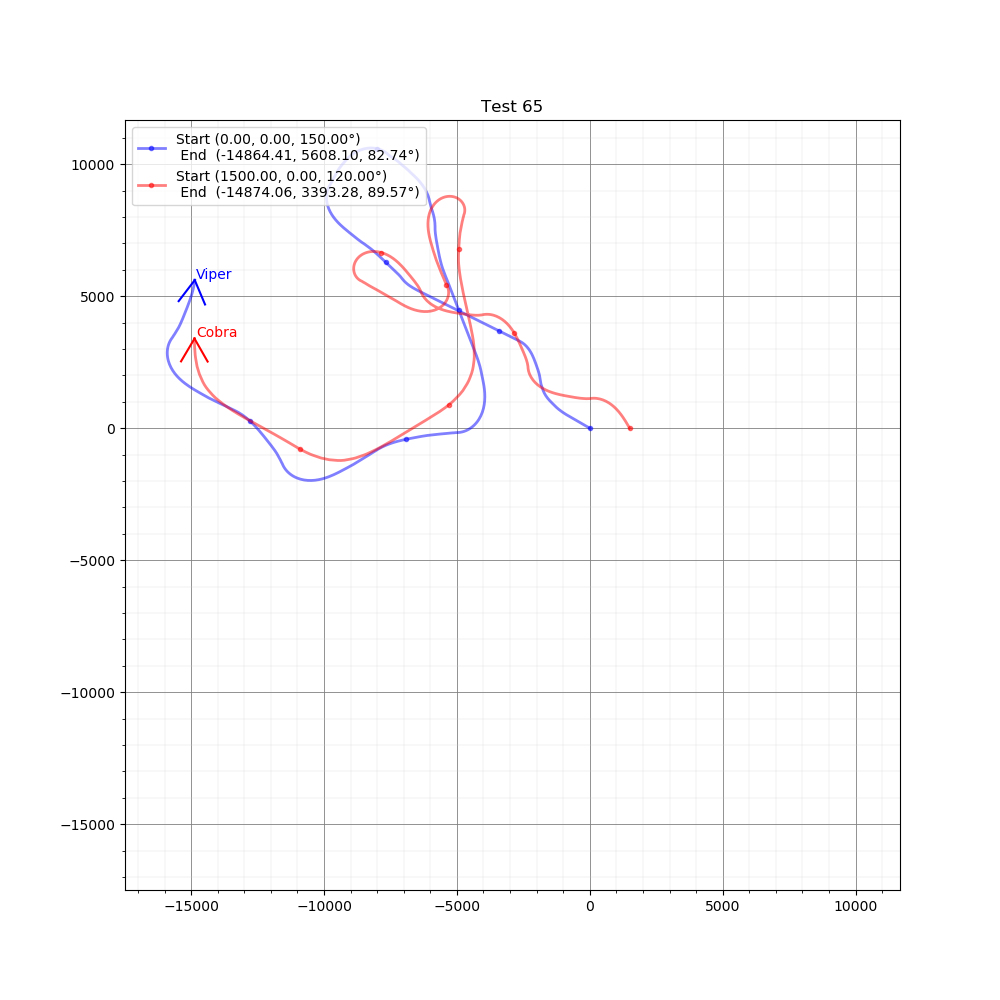 Test 65
Start (0.00, 0.00, 150.00°)
End  (-14864.41, 5608.10, 82.74°)
Start (1500.00, 0.00, 120.00°)
End  (-14874.06, 3393.28, 89.57°)
10000
5000
0
−5000
−10000
−15000
Viper
Cobra
−15000
−10000
−5000
0
5000
10000